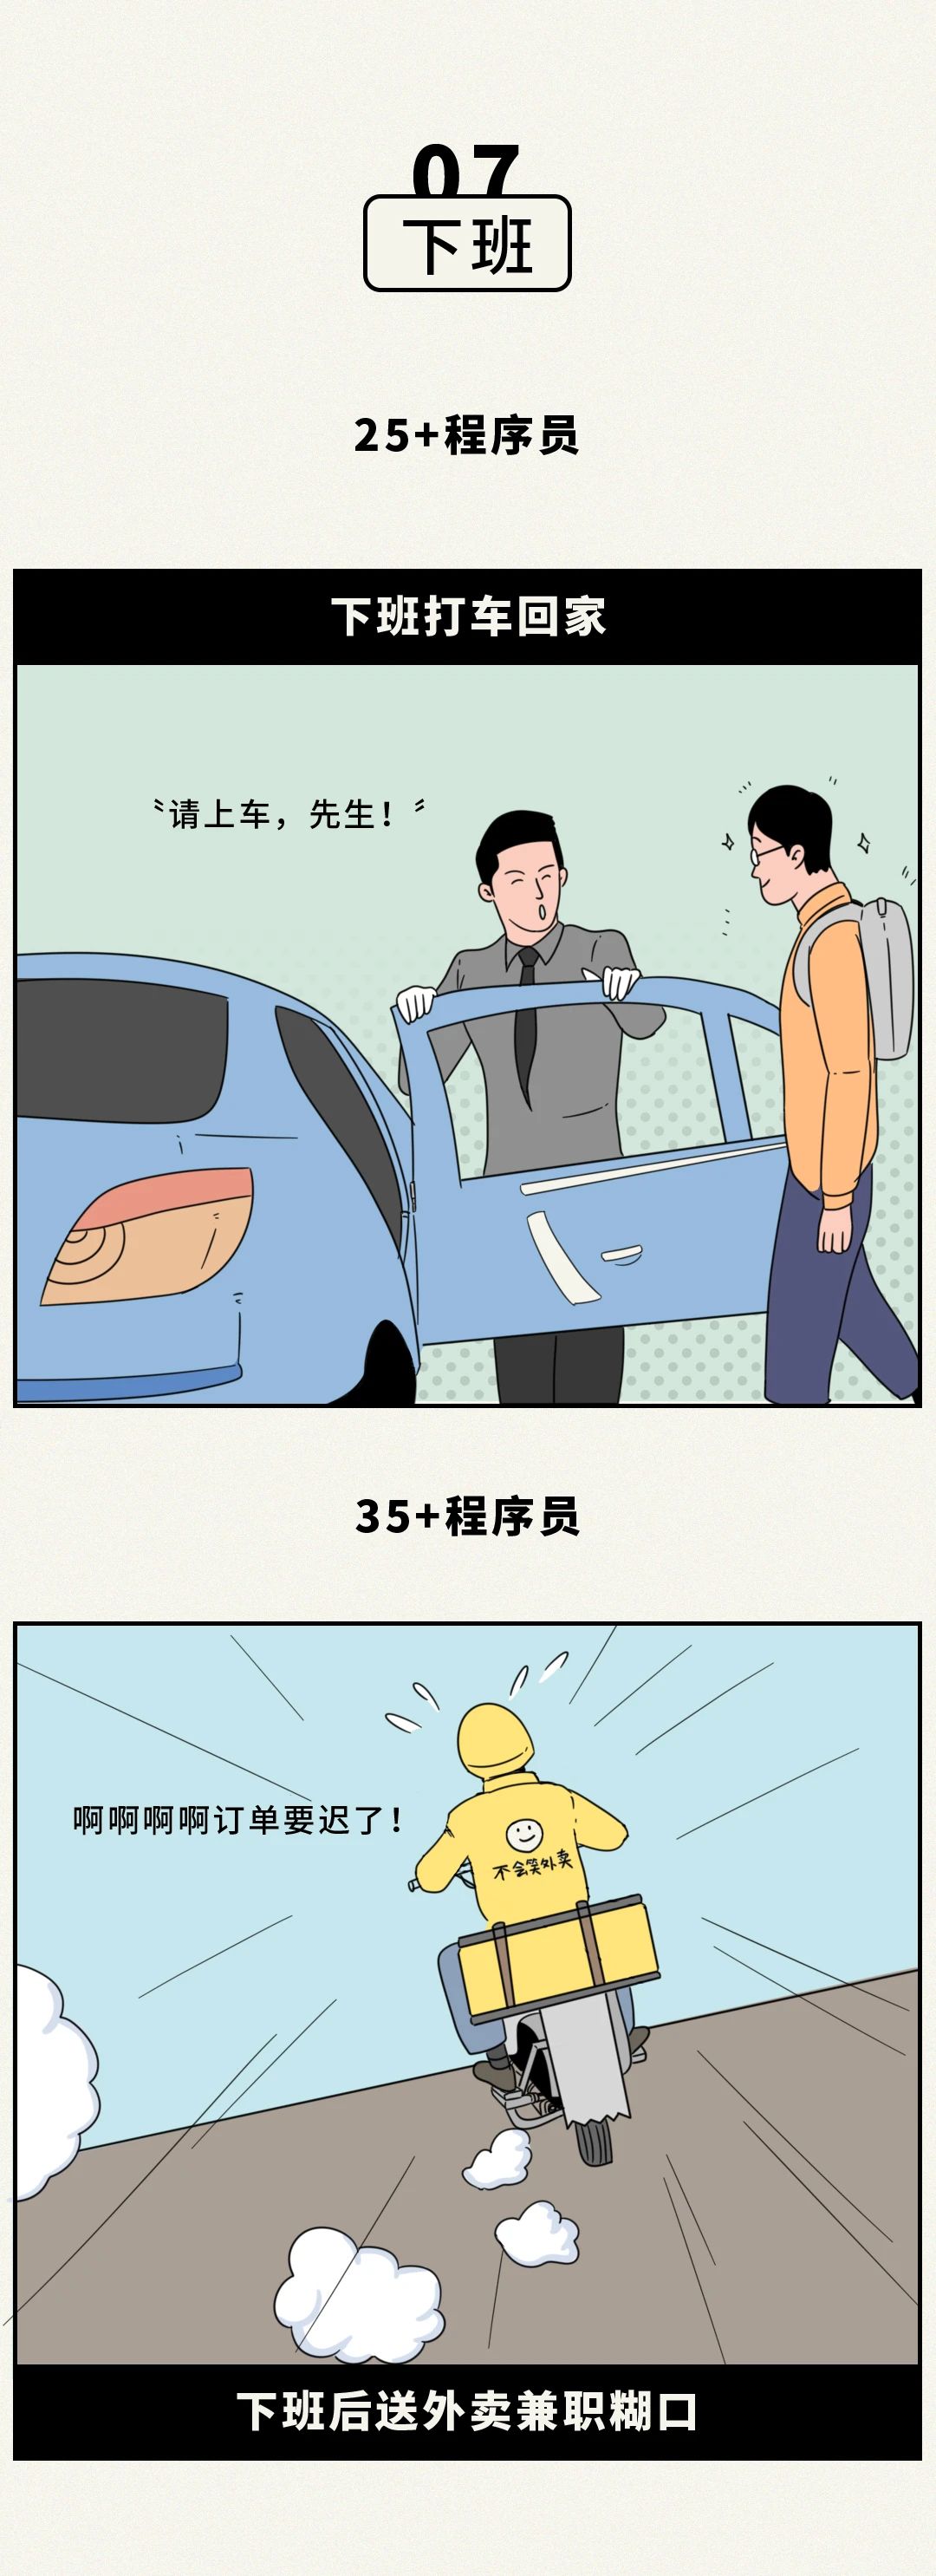 07
下班
25+程序员
下班打车回家
〝请上车，先生！〞
35+程序员
啊啊啊啊订单要迟了！
不会笑外卖
下班后送外卖兼职糊口